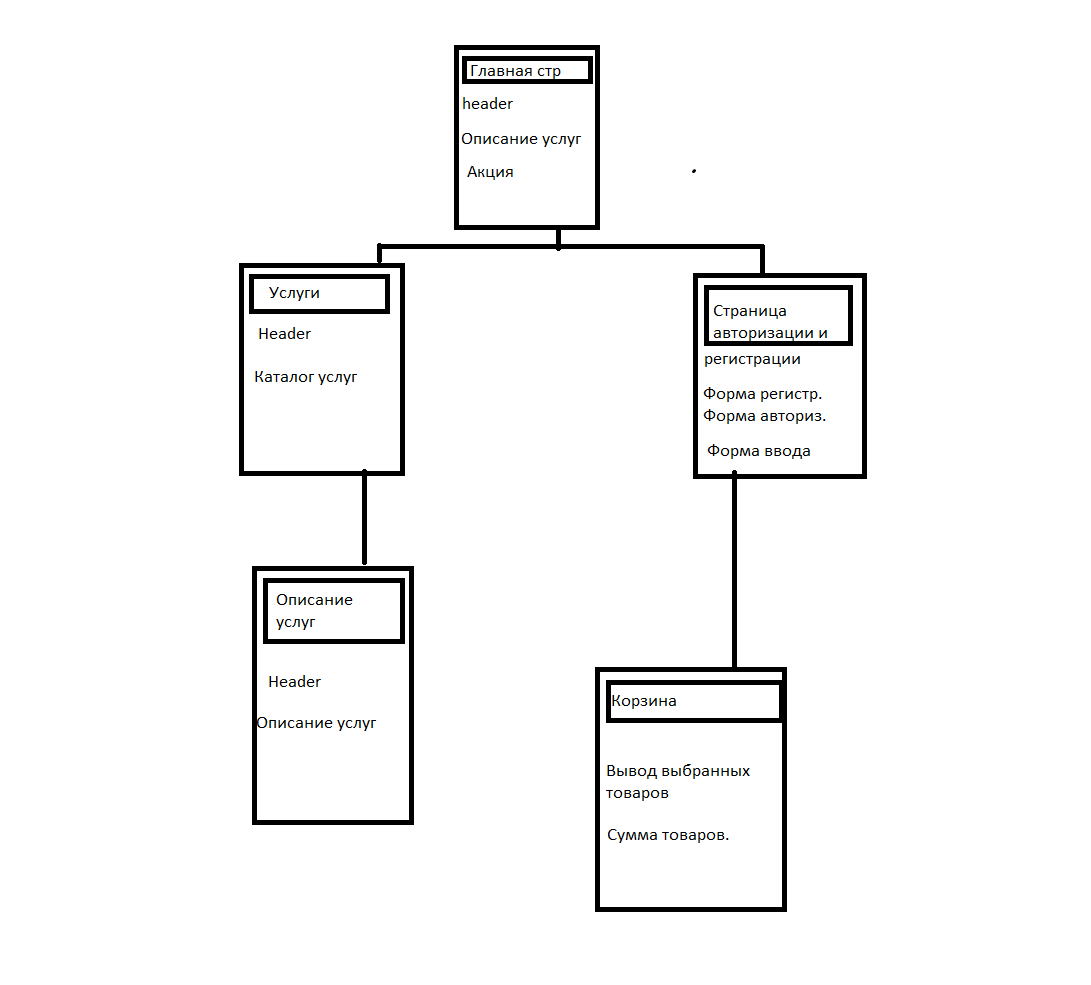 Главная стр
header
Описание услуг
Акция
Услуги
Header
Каталог услуг
Страница
авторизации и
регистрации
Форма регистр.
Форма авториз.
Форма ввода
Описание
услуг
Header
Описание услуг
Корзина
Вывод выбранных
товаров
Сумма товаров.